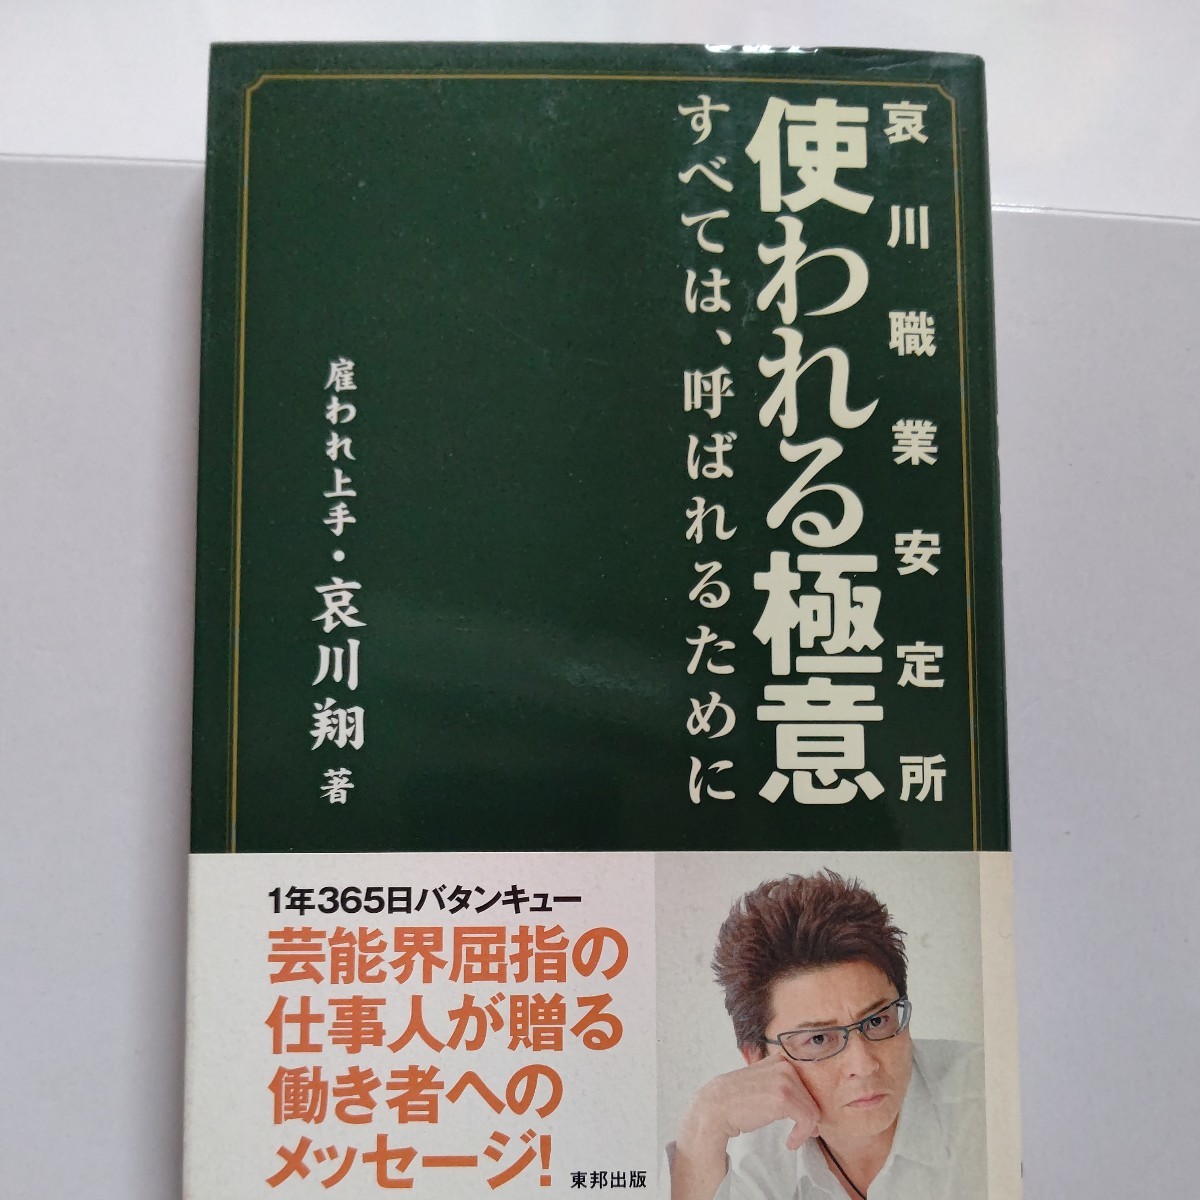 哀川職業安定所
使われる極意
すべては、呼ばれるために
雇われ上手・哀川翔 著
1年365日バタンキュー
芸能界屈指の
仕事人が贈る
働き者への
メッセージ!
東邦出版